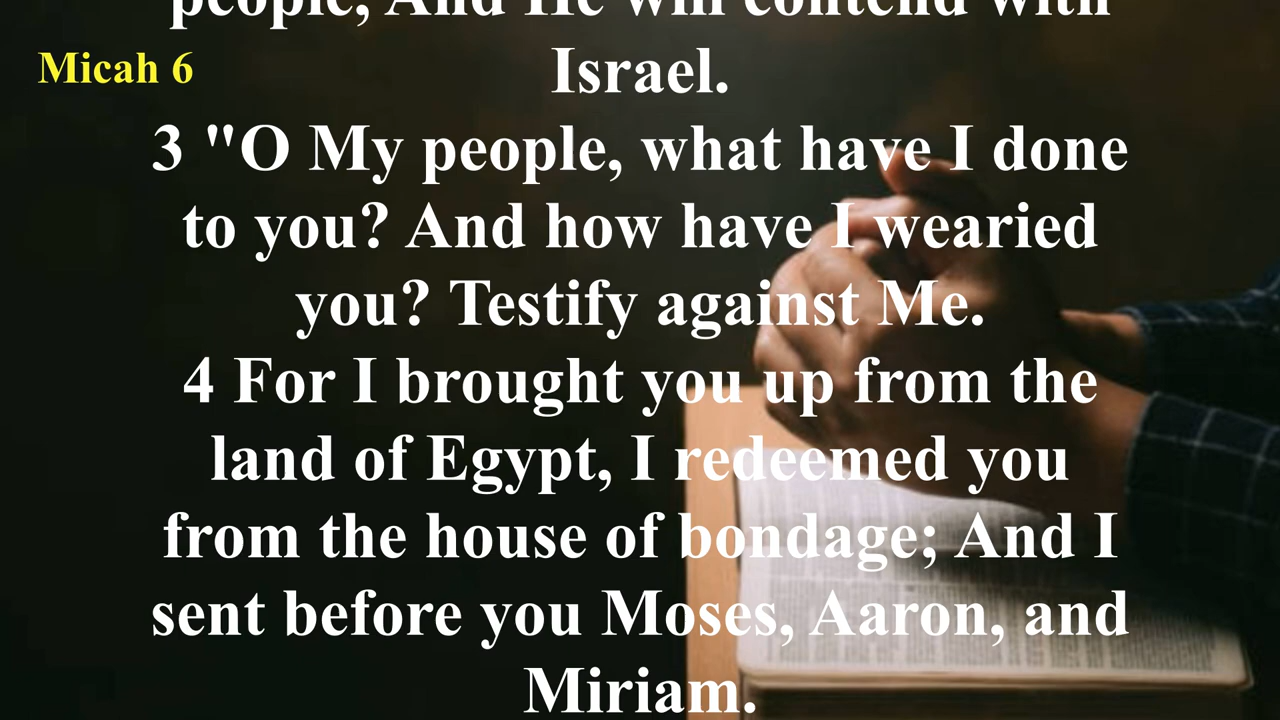 people, And He will contend with
Micah 6
Israel.
3 "O My people, what have I done
to you? And how have I wearied
you? Testify against Me.
4 For I brought you up from the
land of Egypt, I redeemed you
from the house of bondage; And I
sent before you Moses, Aaron, and
Miriam.